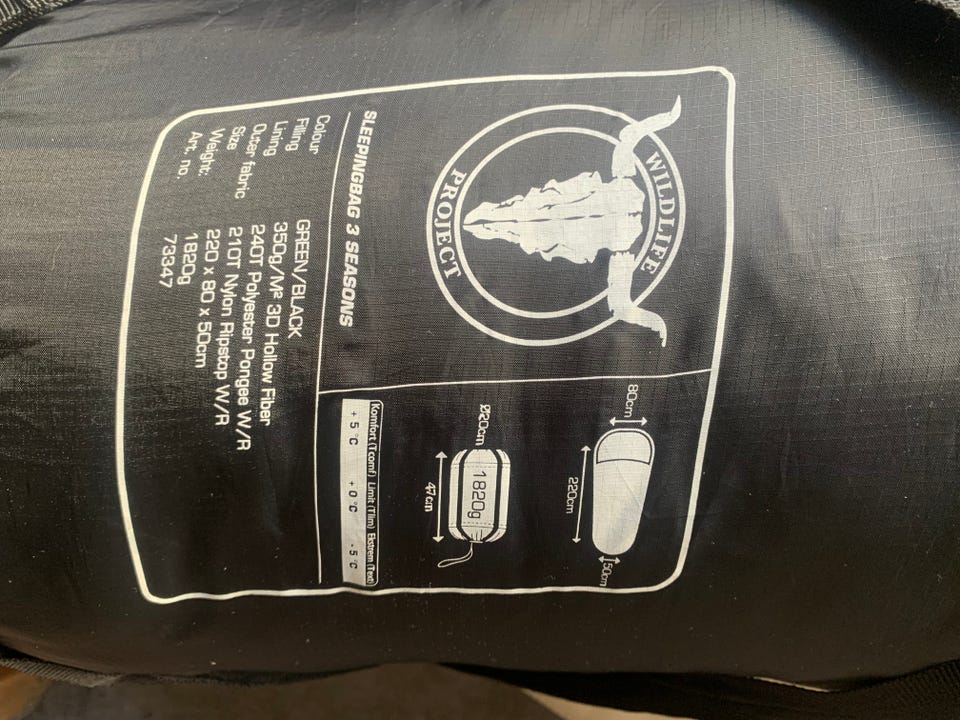 WILDLIFE
PROJECT
80cm
220cm
50cm
Ø20cm
1820g
47 cm
SLEEPINGBAG 3 SEASONS
Komfort (Tcomf) Limit (Tlim) Ekstrem (Text)
+ 5 °C + 0 °C - 5 °C
Colour GREEN/BLACK
Filling 350g/M² 3D Hollow Fiber
Lining 240T Polyester Pongee W/R
Outer fabric 210T Nylon Ripstop W/R
Size 220 x 80 x 50cm
Weight: 1820g
Art. no. 73347